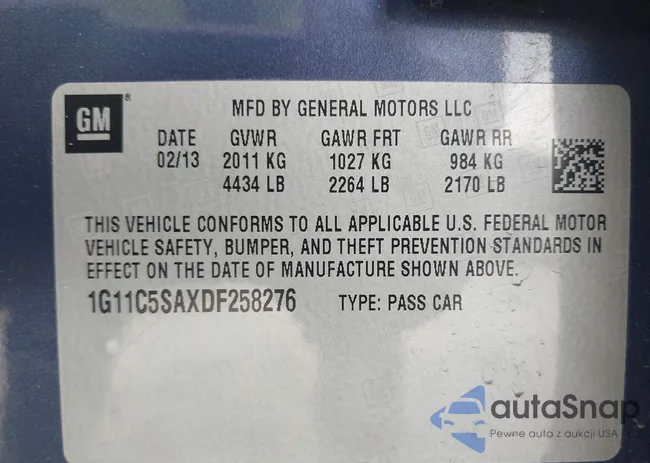 GM®
MFD BY GENERAL MOTORS LLC
DATE GVWR GAWR FRT GAWR RR
02/13 2011 KG 1027 KG 984 KG
4434 LB 2264 LB 2170 LB
THIS VEHICLE CONFORMS TO ALL APPLICABLE U.S. FEDERAL MOTOR
VEHICLE SAFETY, BUMPER, AND THEFT PREVENTION STANDARDS IN
EFFECT ON THE DATE OF MANUFACTURE SHOWN ABOVE.
1G11C5SAXDF258276 TYPE: PASS CAR
autaSnap
Pewne auta z aukcji USA